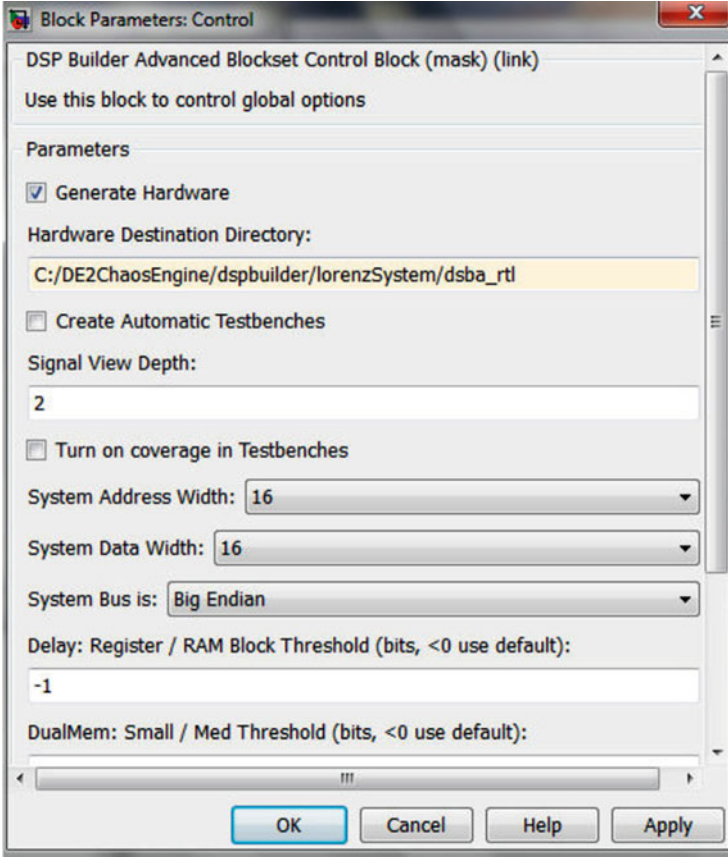 Block Parameters: Control
DSP Builder Advanced Blockset Control Block (mask) (link)
Use this block to control global options
Parameters
Generate Hardware
Hardware Destination Directory:
C:/DE2ChaosEngine/dspbuilder/lorenzSystem/dsba_rtl
Create Automatic Testbenches
Signal View Depth:
2
Turn on coverage in Testbenches
System Address Width: 16
System Data Width: 16
System Bus is: Big Endian
Delay: Register / RAM Block Threshold (bits, <0 use default):
-1
DualMem: Small / Med Threshold (bits, <0 use default):
OK Cancel Help Apply